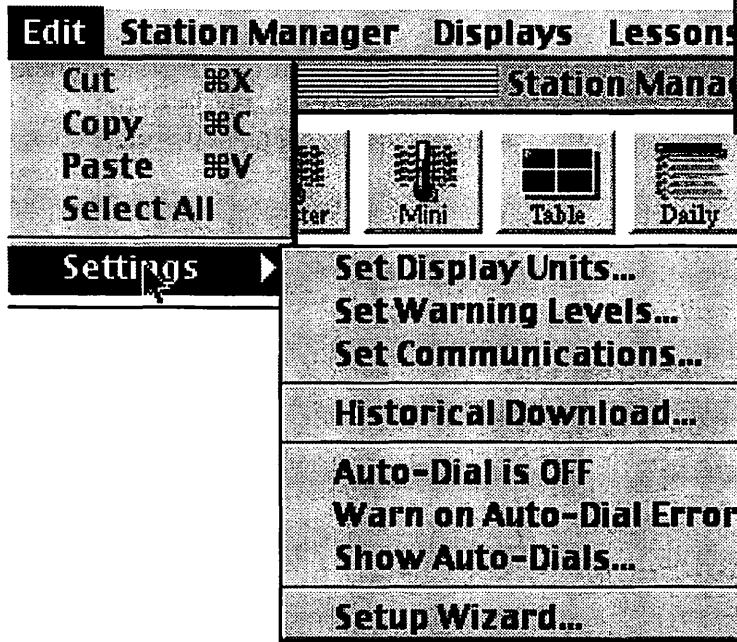 Edit Station Manager Displays Lessons
Cut ⌘X
Copy ⌘C
Paste ⌘V
Select All
Station Mana
ter Mini Table Daily
Settings
Set Display Units...
Set Warning Levels...
Set Communications...
Historical Download...
Auto-Dial is OFF
Warn on Auto-Dial Error
Show Auto-Dials...
Setup Wizard...